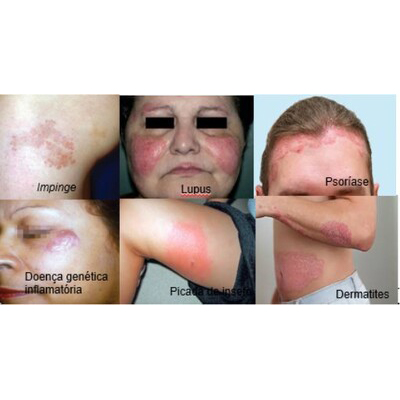 Impinge
Lupus
Psoríase
Doença genética
inflamatória
Picada de inseto
Dermatites